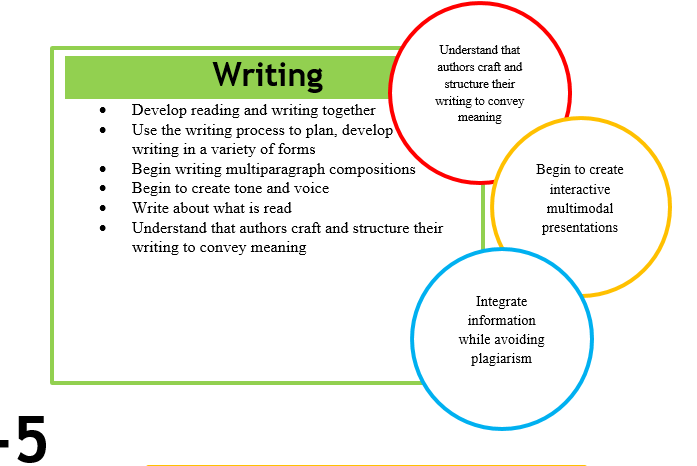 Writing
• Develop reading and writing together
• Use the writing process to plan, develop
writing in a variety of forms
• Begin writing multiparagraph compositions
• Begin to create tone and voice
• Write about what is read
• Understand that authors craft and structure their
writing to convey meaning
Understand that
authors craft and
structure their
writing to convey
meaning
Begin to create
interactive
multimodal
presentations
Integrate
information
while avoiding
plagiarism
-5